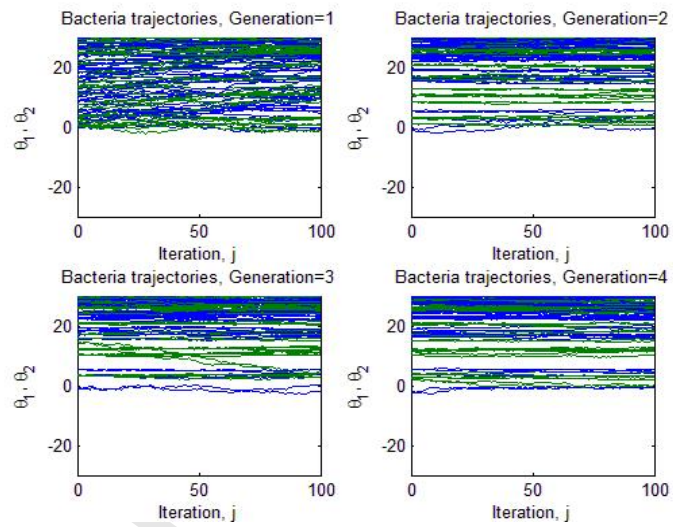 Bacteria trajectories, Generation=1
20
0
-20
θ1, θ2
0
50
100
Iteration, j
Bacteria trajectories, Generation=2
20
0
-20
θ1, θ2
0
50
100
Iteration, j
Bacteria trajectories, Generation=3
20
0
-20
θ1, θ2
0
50
100
Iteration, j
Bacteria trajectories, Generation=4
20
0
-20
θ1, θ2
0
50
100
Iteration, j